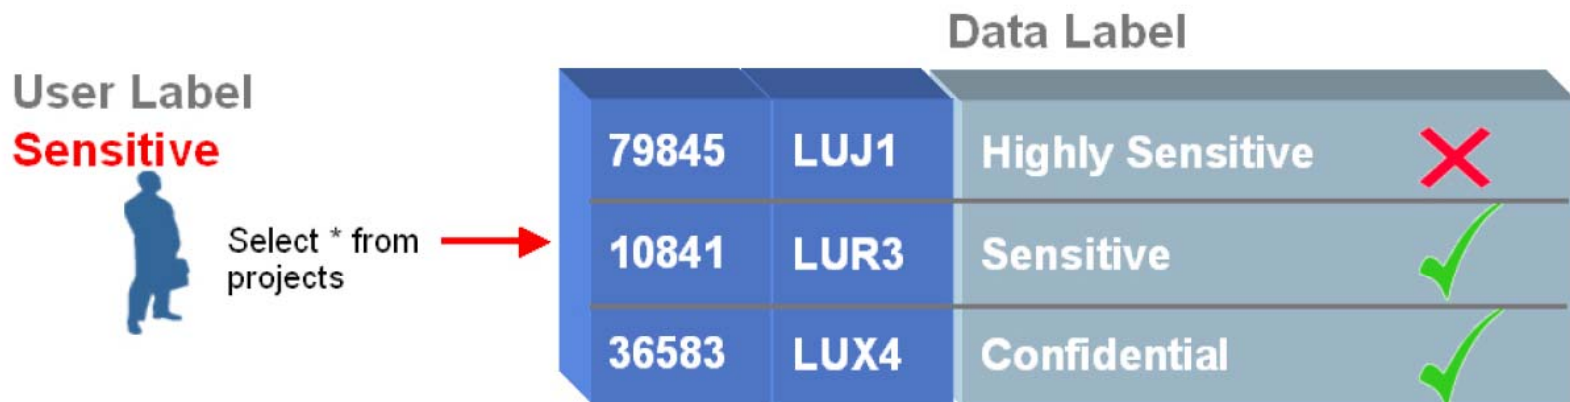 Data Label
User Label
Sensitive
Select * from
projects
79845 LUJ1 Highly Sensitive
10841 LUR3 Sensitive
36583 LUX4 Confidential